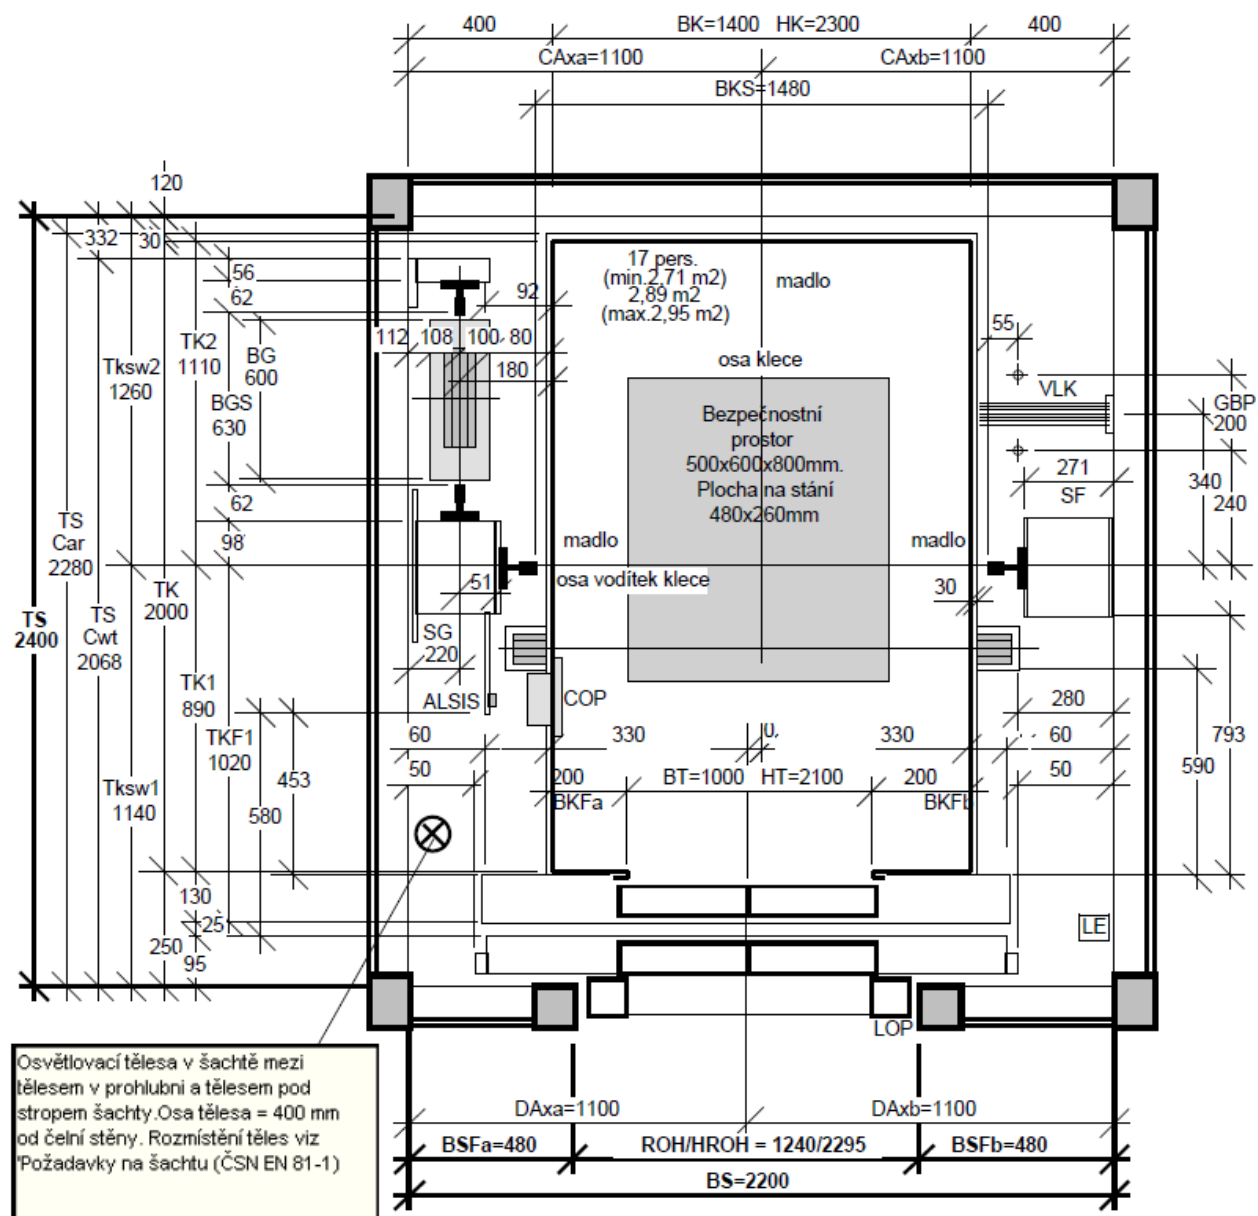 400 BK=1400 HK=2300 400
CAxa=1100 CAxb=1100
BKS=1480
120
332 30
56
62
TK2
1110
Tksw2
1260
BG
600
BGS
630
62
98
TS
Car
2280
TK
2000
TS
2400
TS
Cwt
2068
TK1
890
TKF1
1020
453
Tksw1
1140
580
130
25
250
95
92
112 108 100 80
180
17 pers.
(min.2,71 m2)
2,89 m2
(max.2,95 m2)
madlo
osa klece
Bezpečnostní
prostor
500x600x800mm.
Plocha na stání
480x260mm
madlo
madlo
osa vodítek klece
51
30
55
VLK
GBP
200
271
SF
340
240
SG
220
ALSIS
COP
60 330 0, 330 60
280
793
590
50 200 BT=1000 HT=2100 200 50
BKFa BKFb
LE
LOP
Osvětlovací tělesa v šachtě mezi
tělesem v prohlubni a tělesem pod
stropem šachty.Osa tělesa = 400 mm
od čelní stěny. Rozmístění těles viz
'Požadavky na šachtu (ČSN EN 81-1)
DAxa=1100 DAxb=1100
BSFa=480 ROH/HROH = 1240/2295 BSFb=480
BS=2200